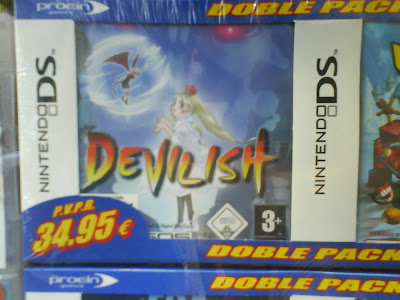 proein
DOBLE PACK
NINTENDO DS
NINTENDO DS
DEVILISH
P.V.P.R.
34.95 €
3+
DOBLE PACK
proein
DOBLE PACK